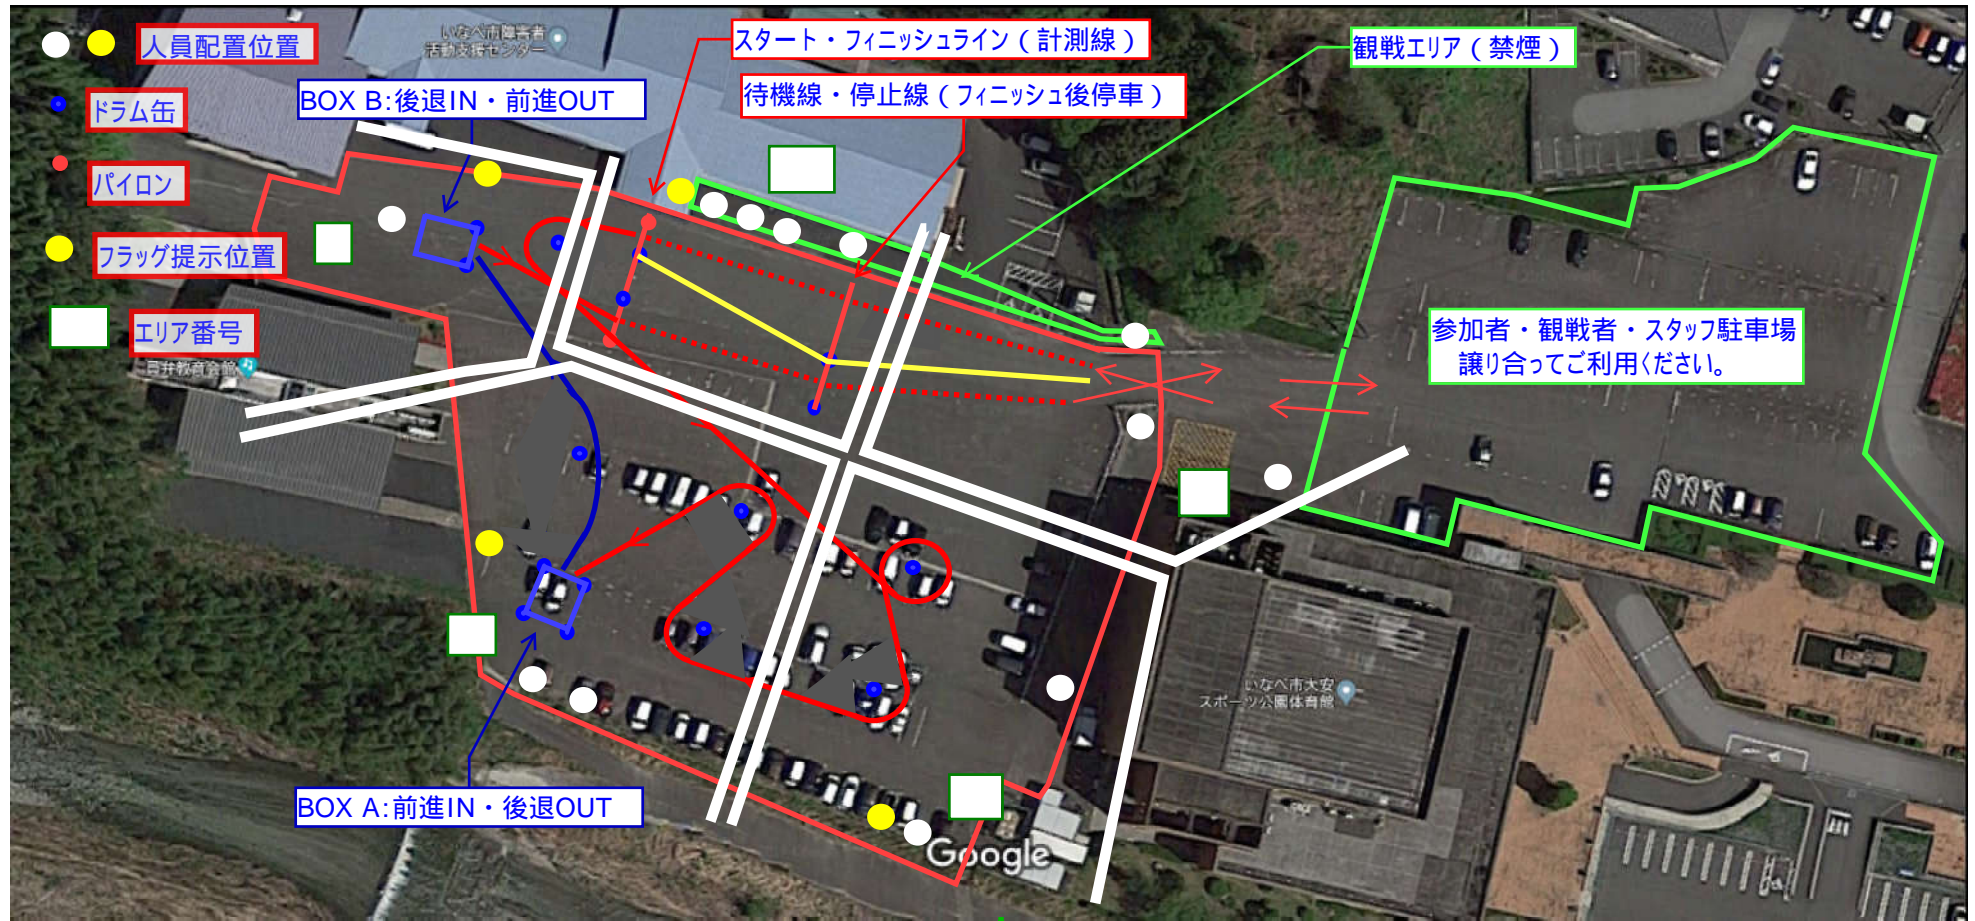 人員配置位置
ドラム缶
パイロン
フラッグ提示位置
エリア番号
いなべ市障害者
活動支援センター
BOX B:後退IN・前進OUT
スタート・フィニッシュライン（計測線）
待機線・停止線（フィニッシュ後停車）
観戦エリア（禁煙）
参加者・観戦者・スタッフ駐車場
譲り合ってご利用ください。
員弁教育会館
いなべ市大安
スポーツ公園体育館
BOX A:前進IN・後退OUT
Google